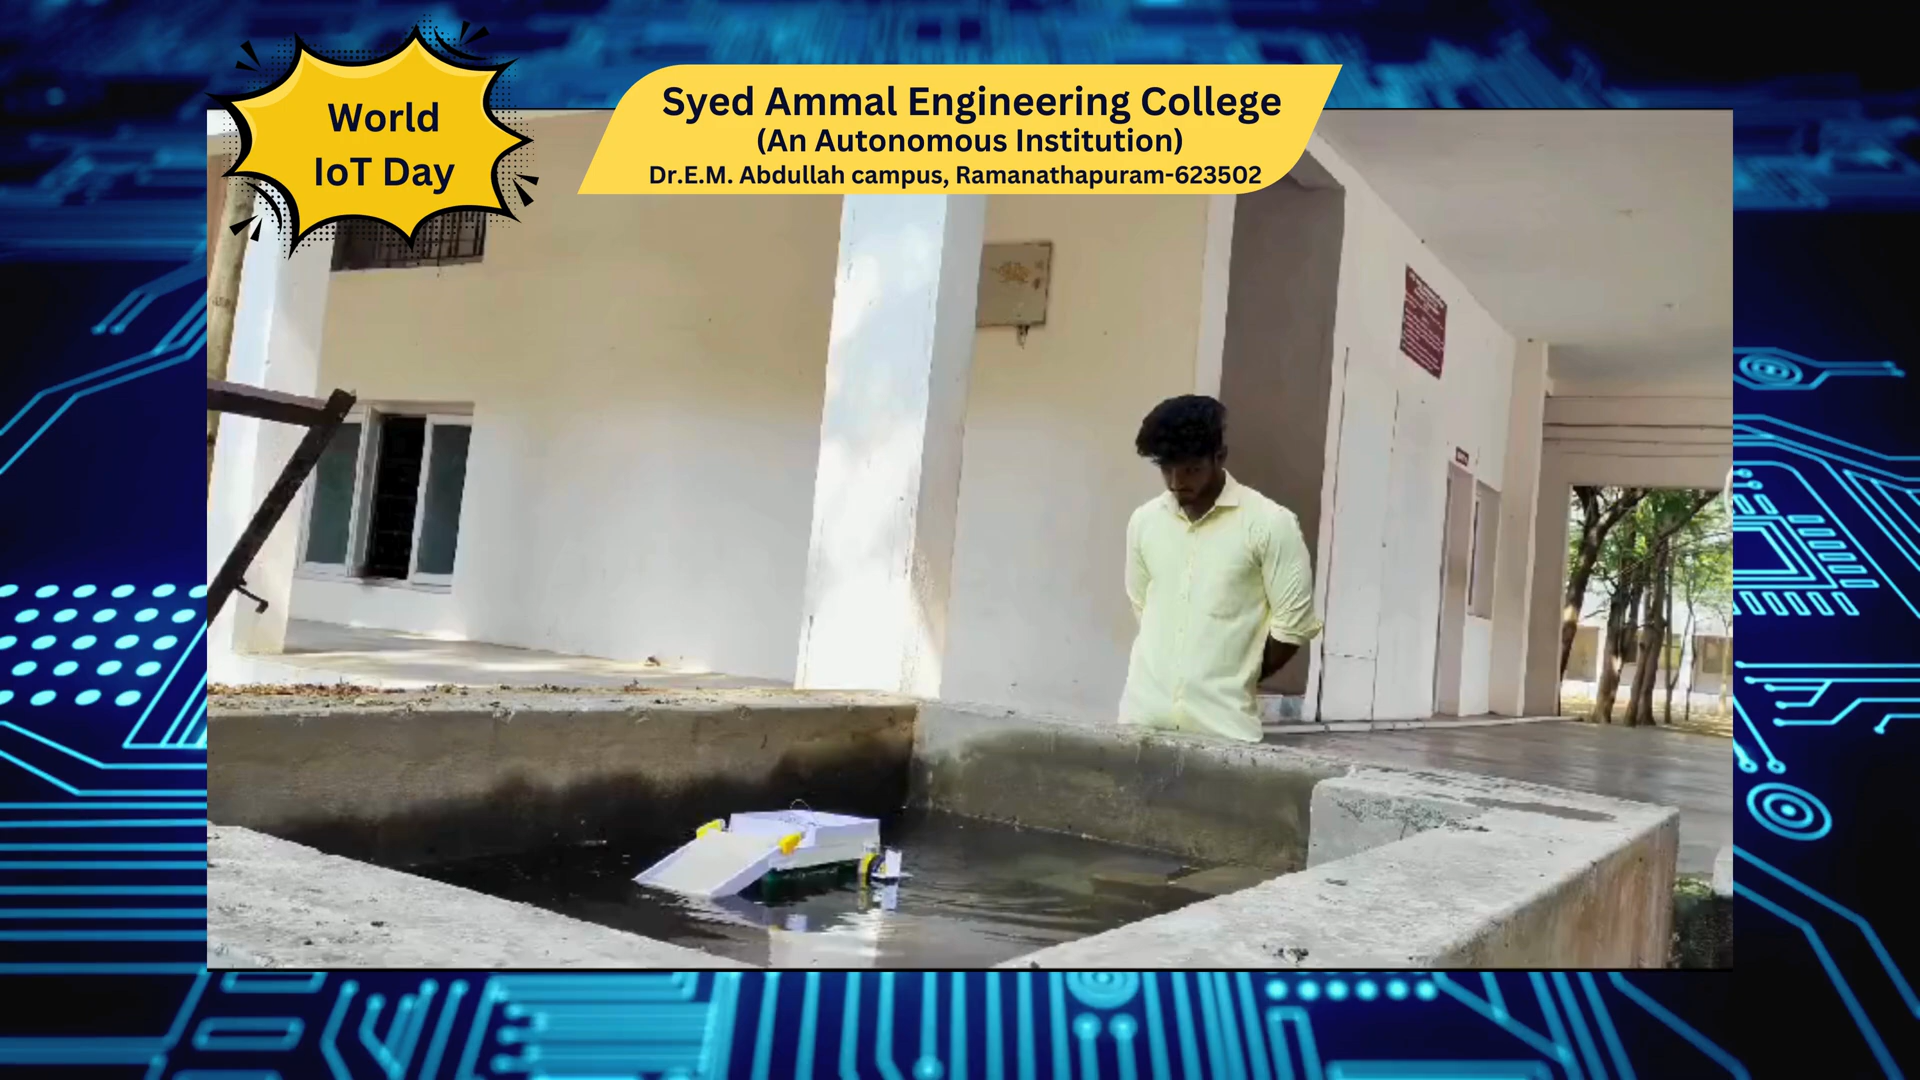 World
IoT Day
Syed Ammal Engineering College
(An Autonomous Institution)
Dr.E.M. Abdullah campus, Ramanathapuram-623502